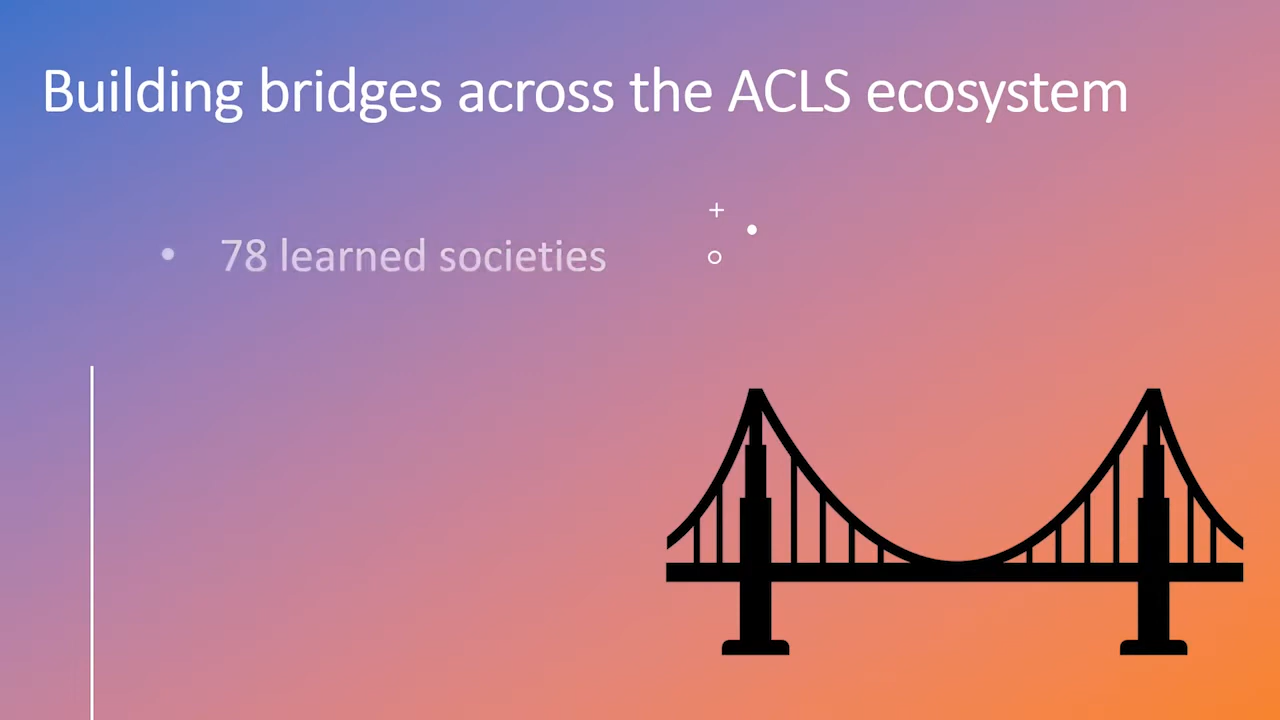 Building bridges across the ACLS ecosystem
• 78 learned societies